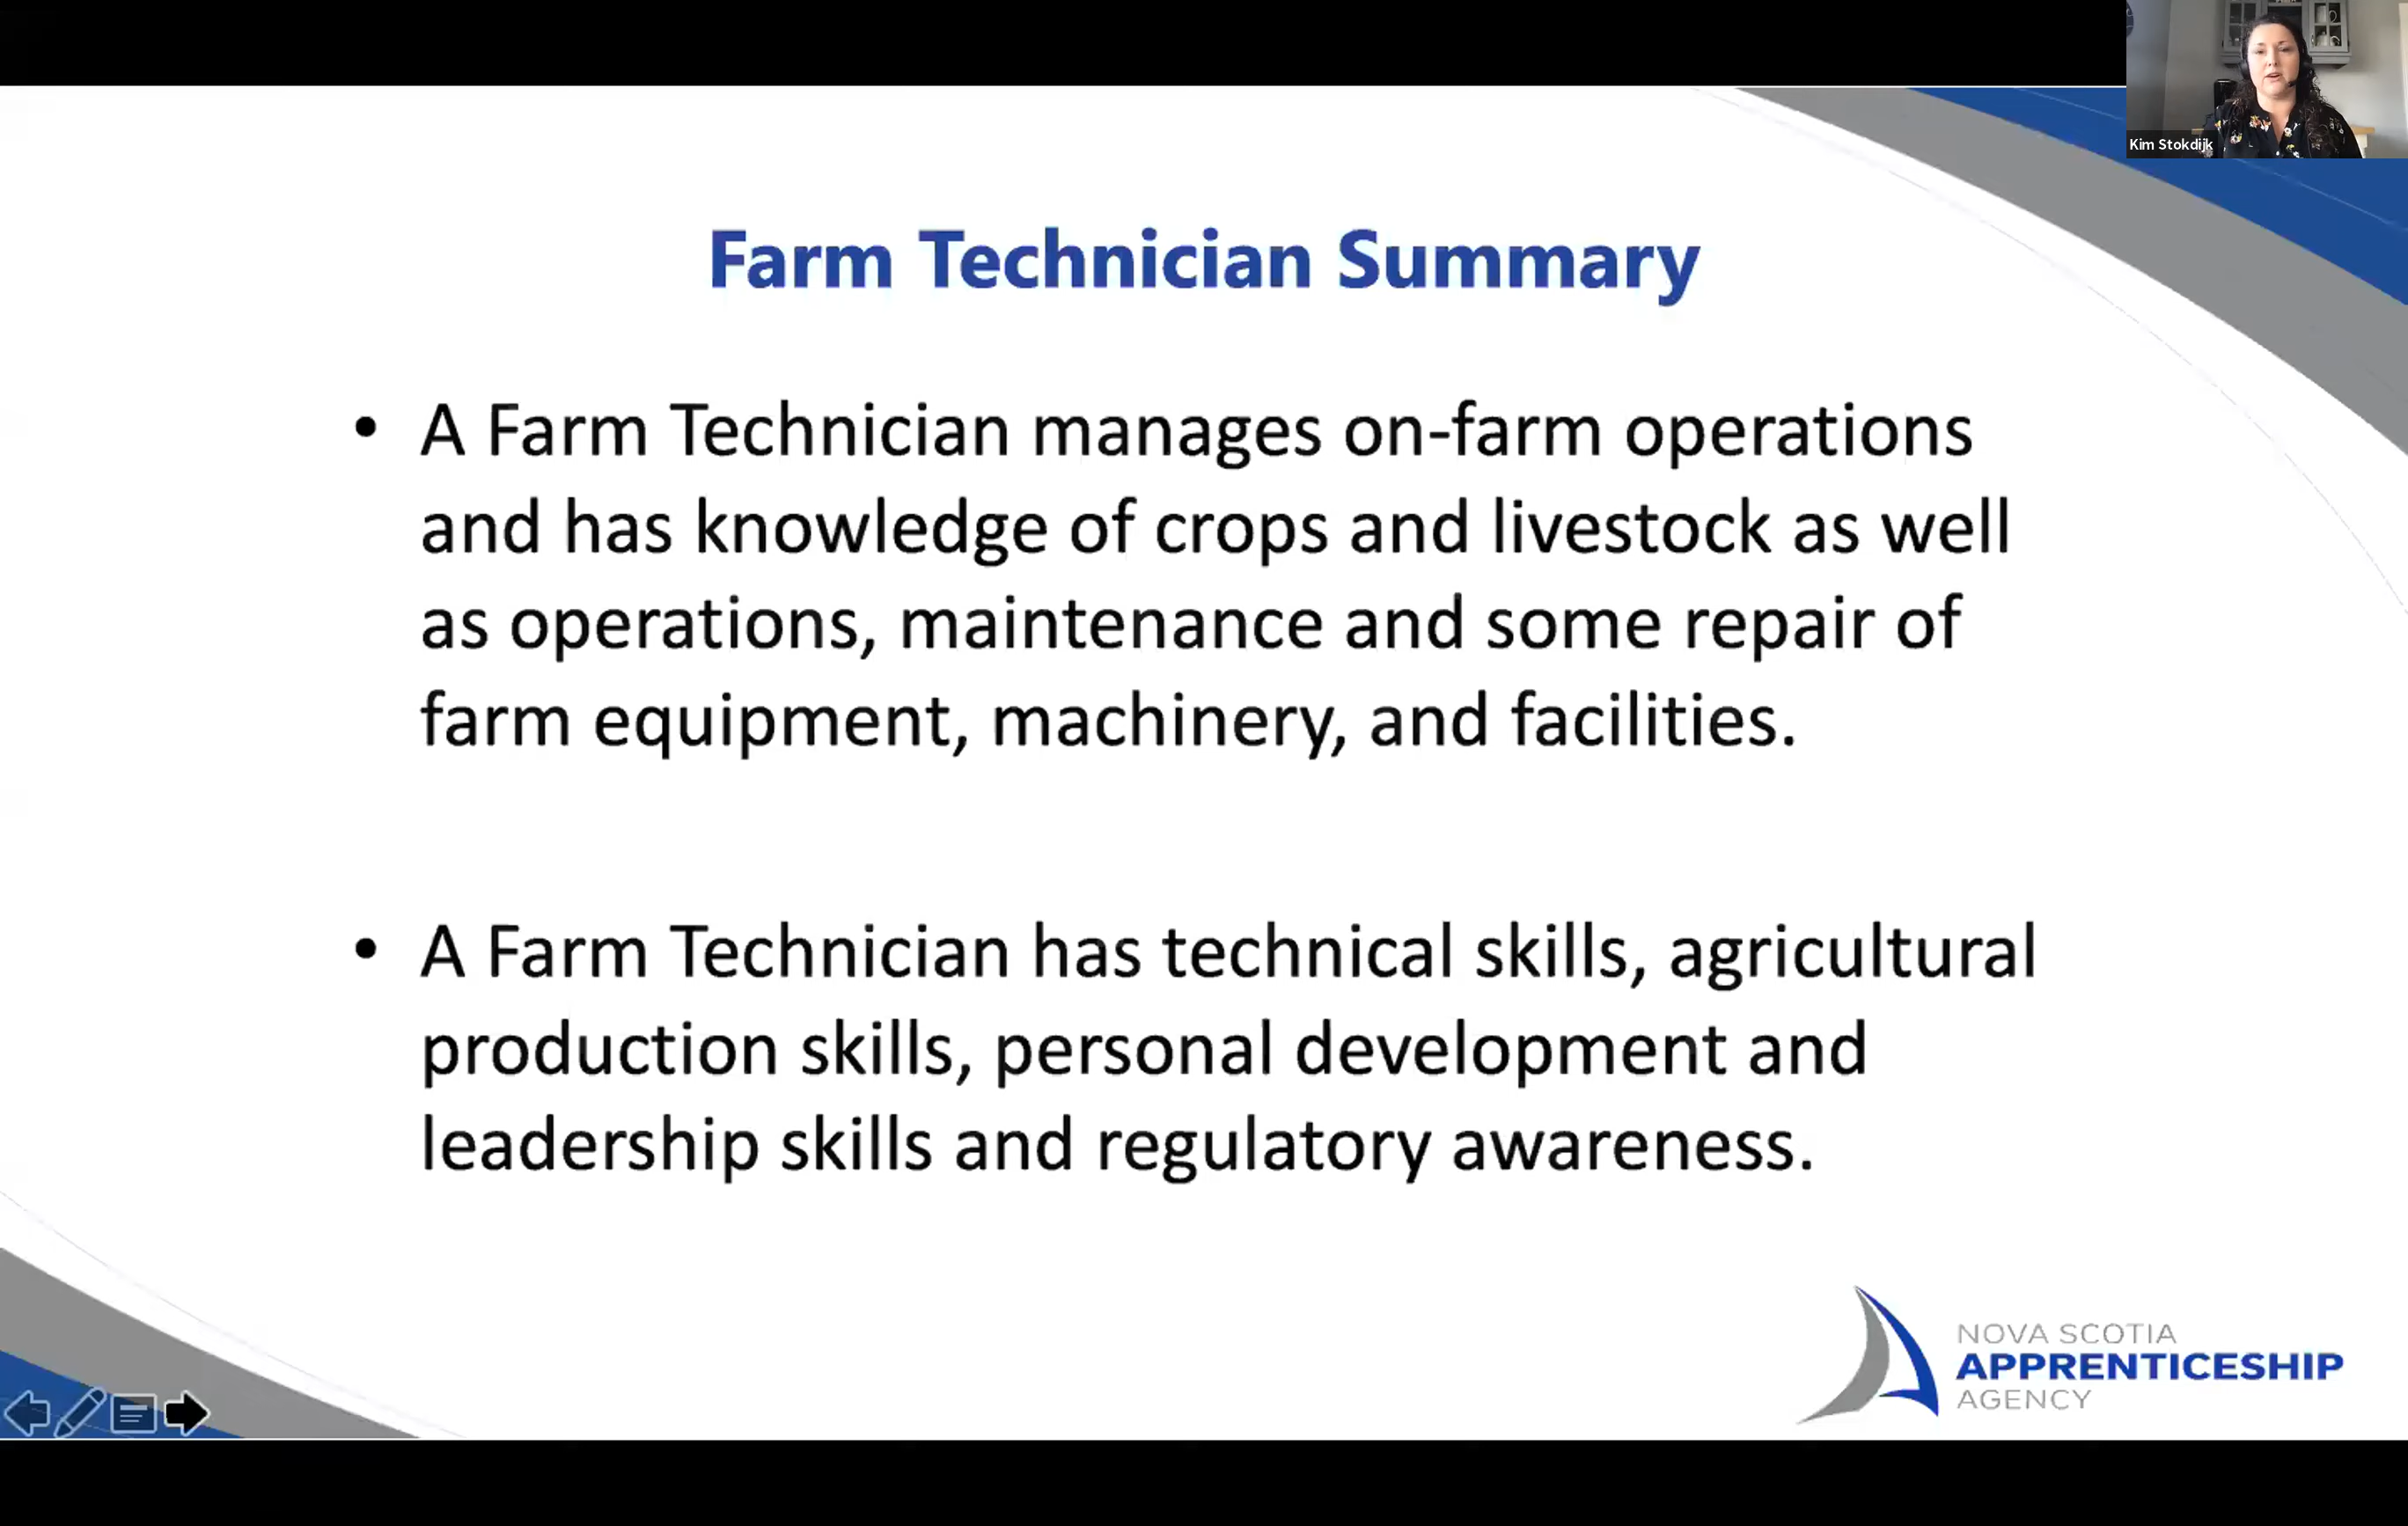 Kim Stokdijk
Farm Technician Summary
• A Farm Technician manages on-farm operations
and has knowledge of crops and livestock as well
as operations, maintenance and some repair of
farm equipment, machinery, and facilities.
• A Farm Technician has technical skills, agricultural
production skills, personal development and
leadership skills and regulatory awareness.
NOVA SCOTIA
APPRENTICESHIP
AGENCY